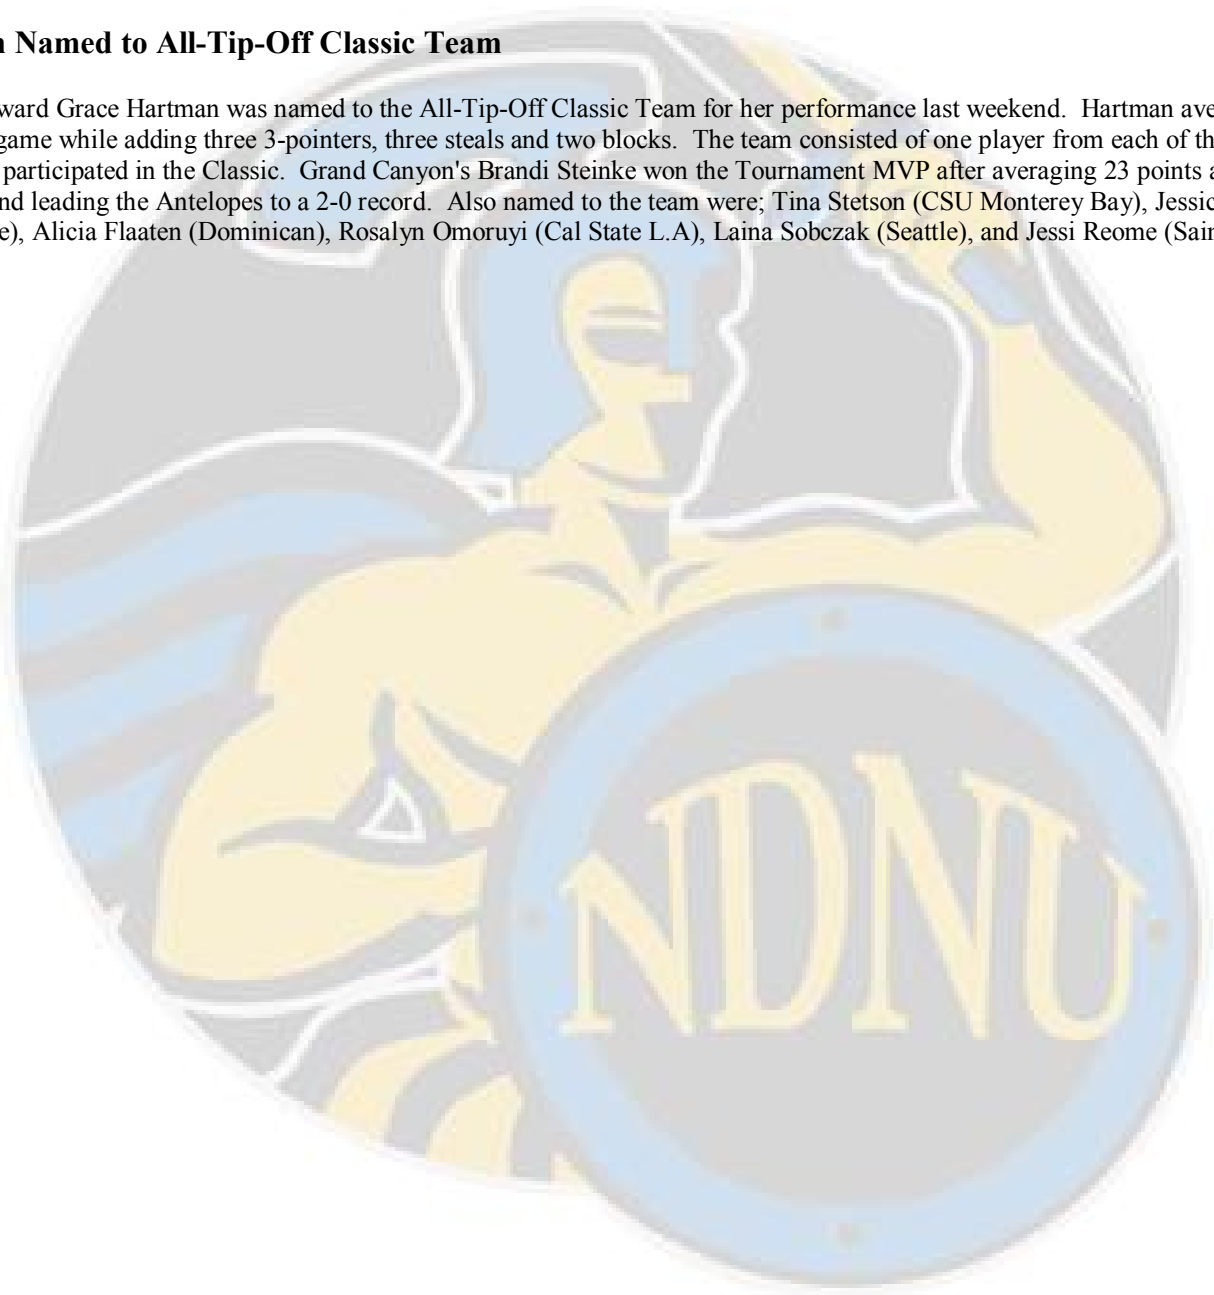 n Named to All-Tip-Off Classic Team
ward Grace Hartman was named to the All-Tip-Off Classic Team for her performance last weekend. Hartman ave
game while adding three 3-pointers, three steals and two blocks. The team consisted of one player from each of th
participated in the Classic. Grand Canyon's Brandi Steinke won the Tournament MVP after averaging 23 points a
nd leading the Antelopes to a 2-0 record. Also named to the team were; Tina Stetson (CSU Monterey Bay), Jessic
e), Alicia Flaaten (Dominican), Rosalyn Omoruyi (Cal State L.A), Laina Sobczak (Seattle), and Jessi Reome (Sain
NDNU